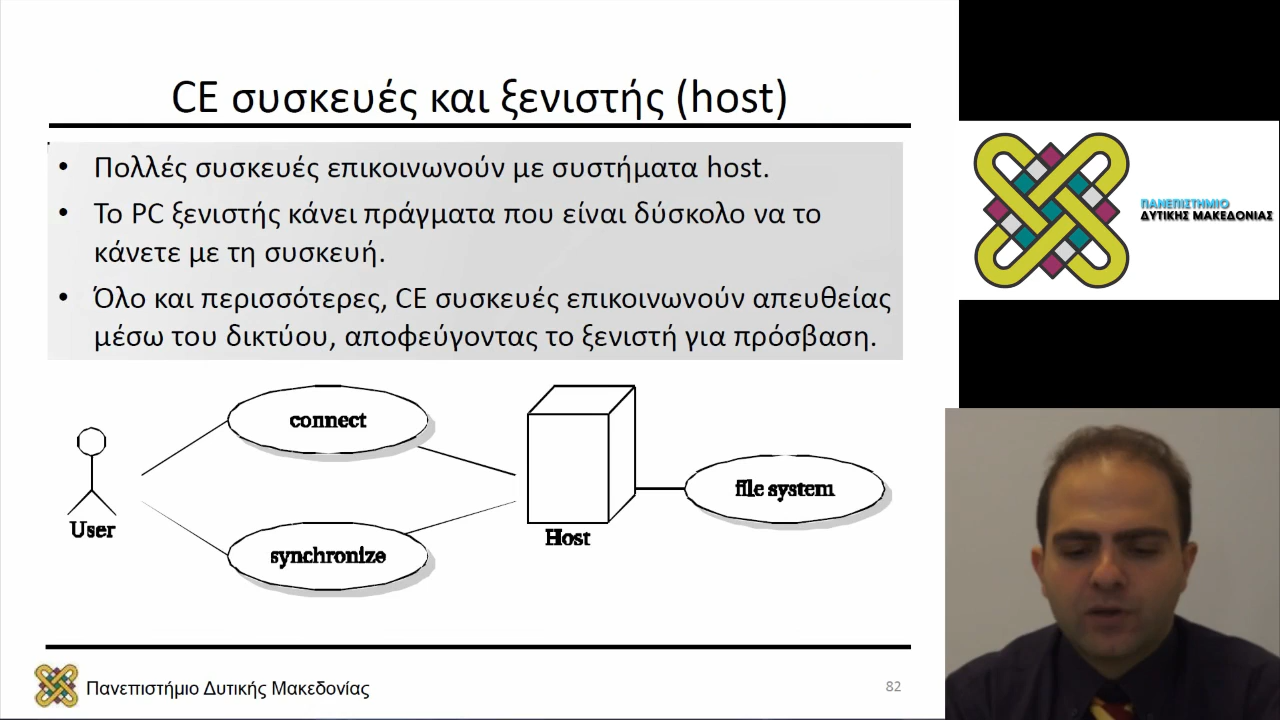 CE συσκευές και ξενιστής (host)
• Πολλές συσκευές επικοινωνούν με συστήματα host.
• Το PC ξενιστής κάνει πράγματα που είναι δύσκολο να το
κάνετε με τη συσκευή.
• Όλο και περισσότερες, CE συσκευές επικοινωνούν απευθείας
μέσω του δικτύου, αποφεύγοντας το ξενιστή για πρόσβαση.
connect
User
synchronize
Host
file system
Πανεπιστήμιο Δυτικής Μακεδονίας
82
ΠΑΝΕΠΙΣΤΗΜΙΟ
ΔΥΤΙΚΗΣ ΜΑΚΕΔΟΝΙΑΣ